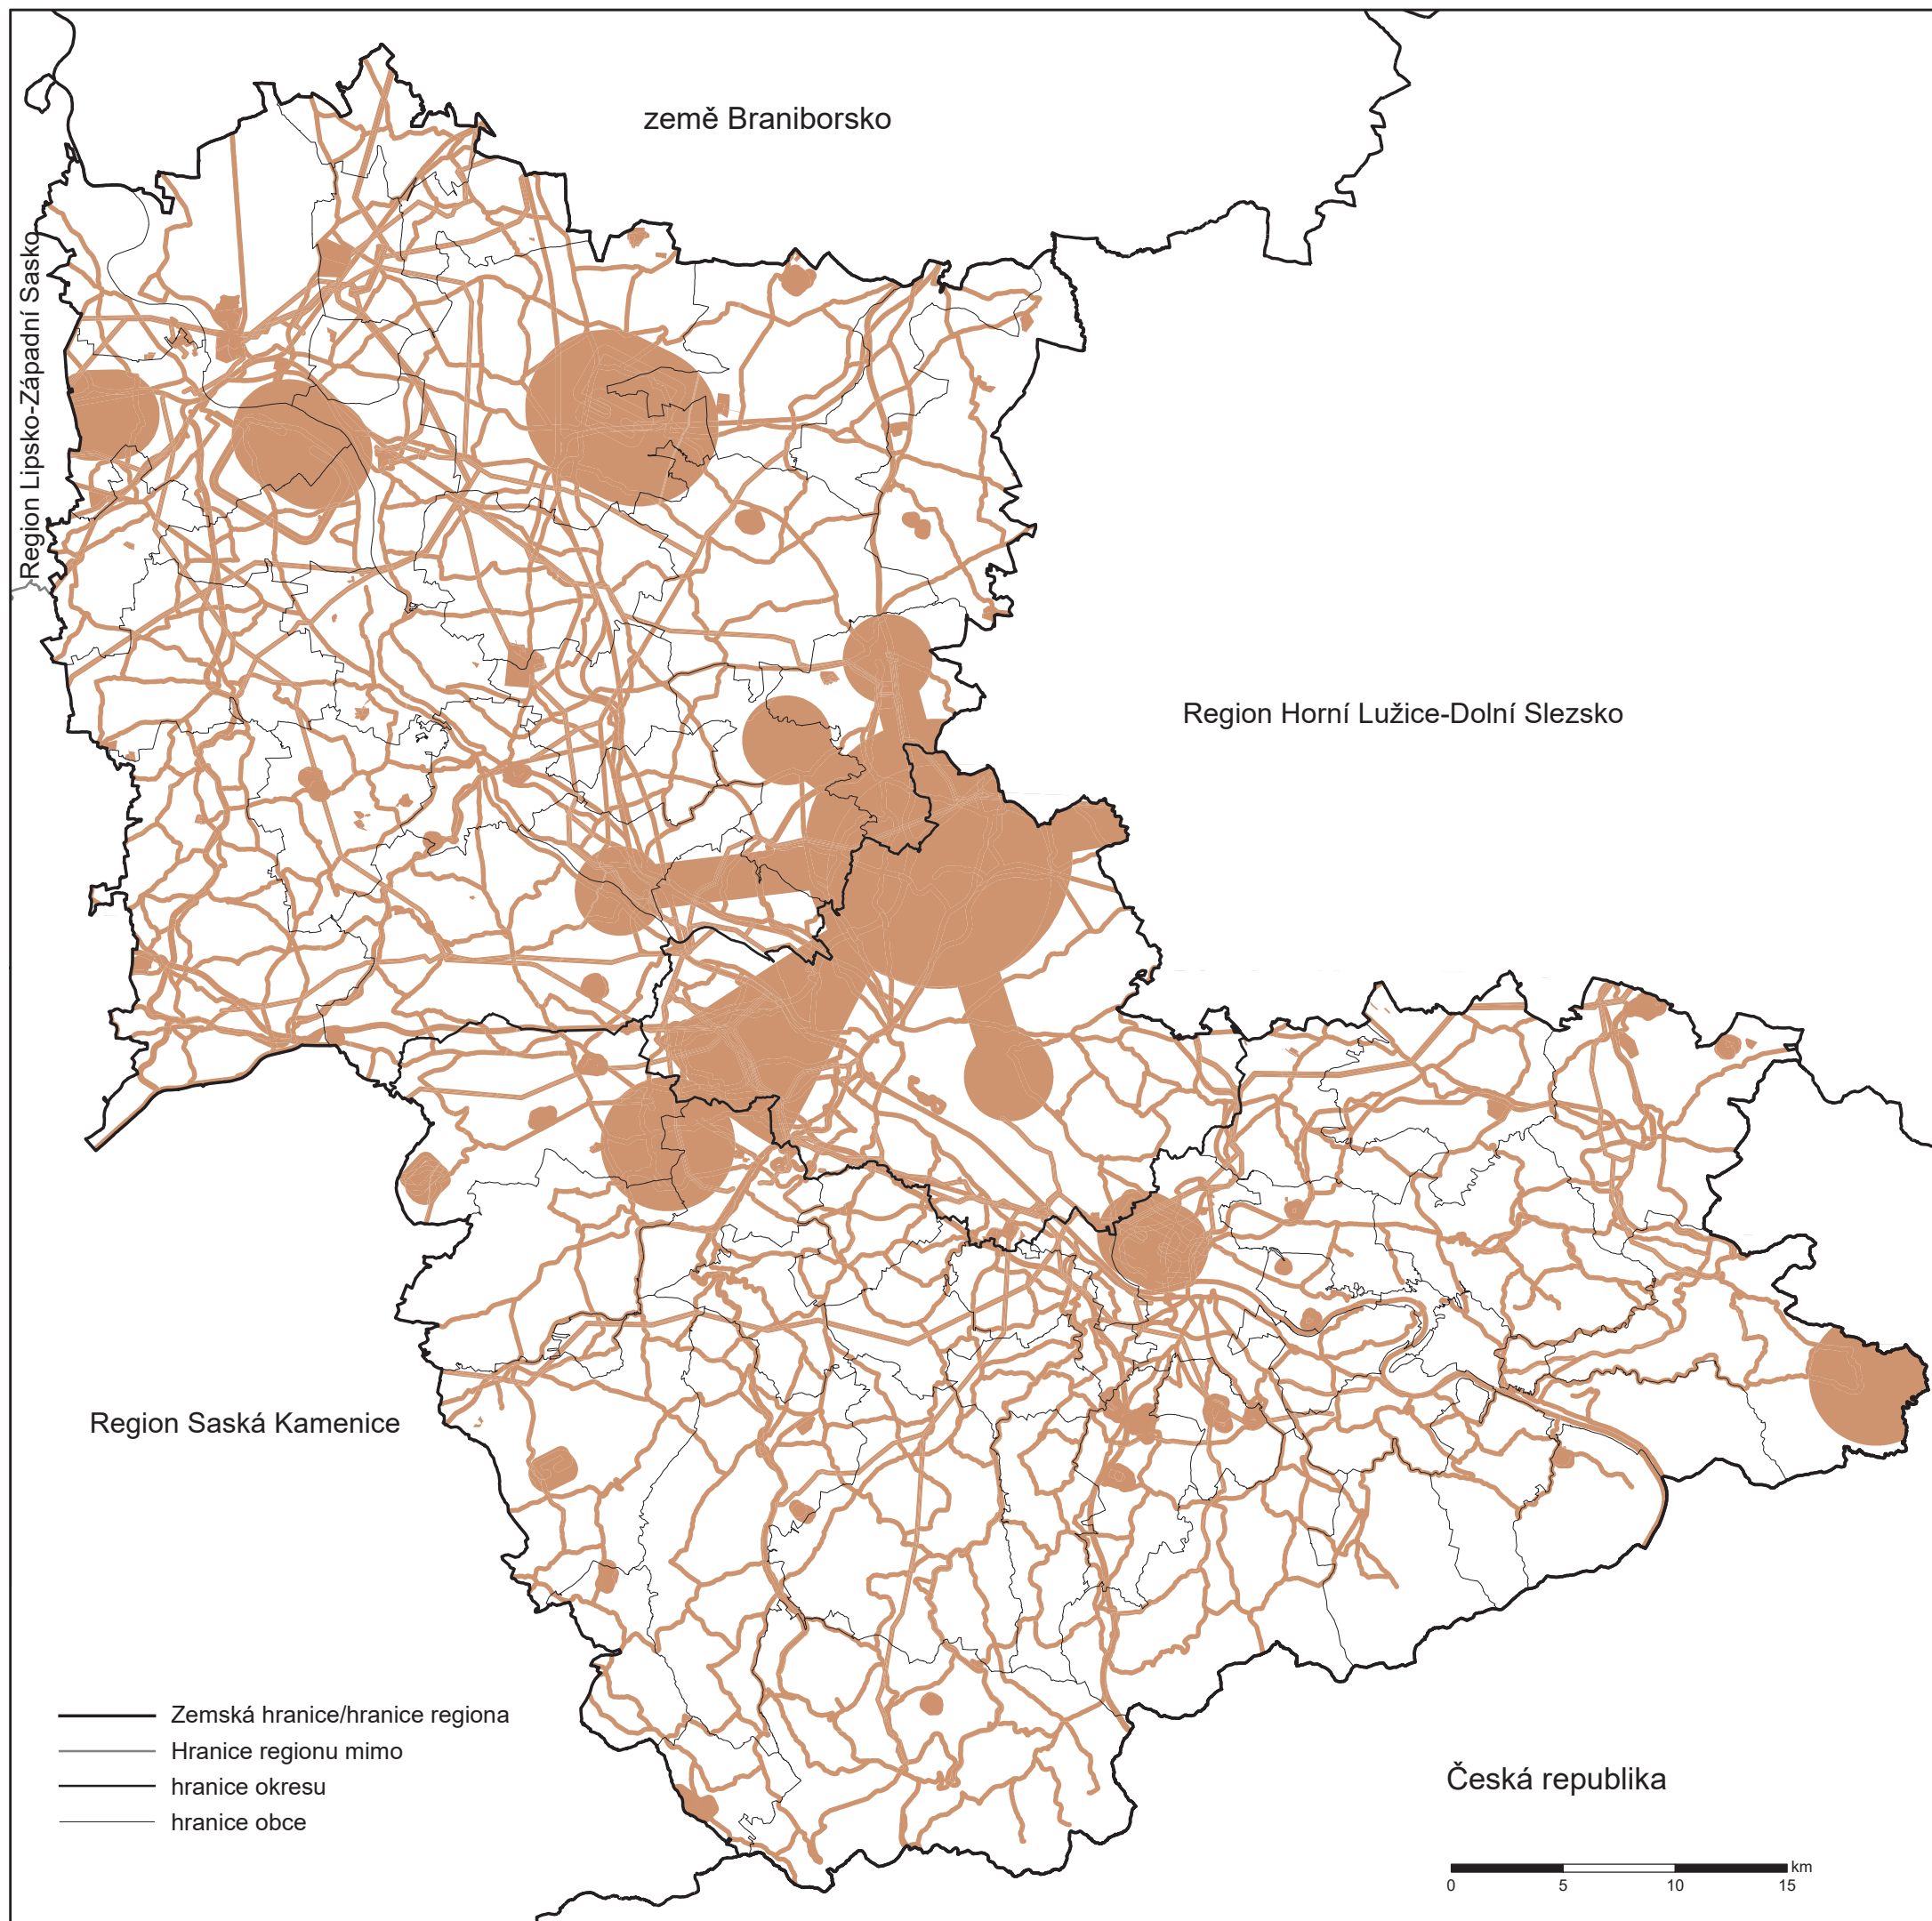 země Braniborsko
Region Lipsko-Západní Sasko
Region Horní Lužice-Dolní Slezsko
Region Saská Kamenice
Zemská hranice/hranice regiona
Hranice regionu mimo
hranice okresu
hranice obce
Česká republika
km
0 5 10 15